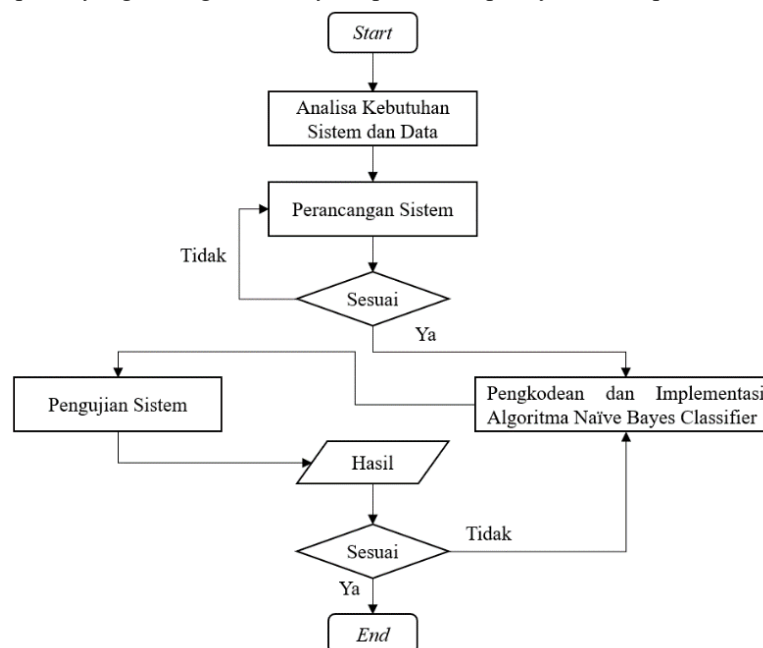 Start
Analisa Kebutuhan
Sistem dan Data
Perancangan Sistem
Tidak
Sesuai
Ya
Pengkodean dan Implementasi
Algoritma Naïve Bayes Classifier
Pengujian Sistem
Hasil
Sesuai
Tidak
Ya
End